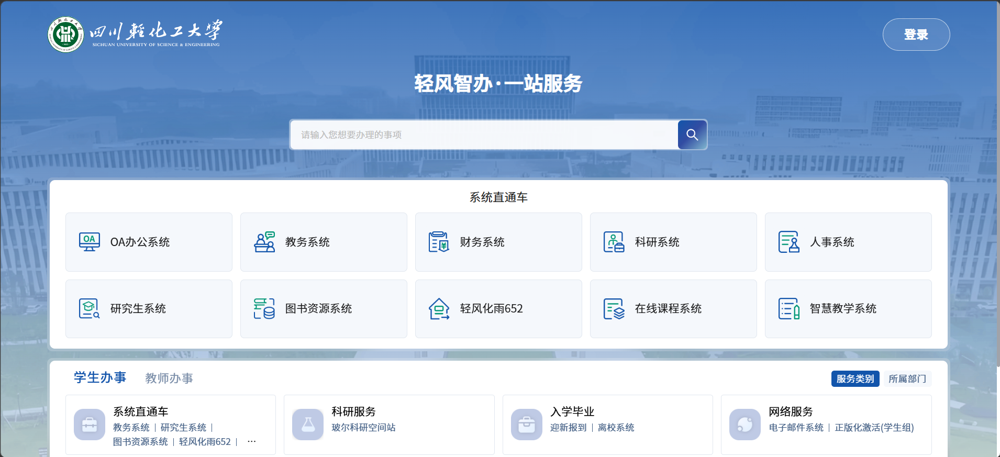 四川轻化工大学
SICHUAN UNIVERSITY OF SCIENCE & ENGINEERING
登录
轻风智办·一站服务
请输入您想要办理的事项
系统直通车
OA办公系统
教务系统
财务系统
科研系统
人事系统
研究生系统
图书资源系统
轻风化雨652
在线课程系统
智慧教学系统
学生办事 教师办事
服务类别 所属部门
系统直通车
教务系统 | 研究生系统 |
图书资源系统 | 轻风化雨652 | ...
科研服务
玻尔科研空间站
入学毕业
迎新报到 | 离校系统
网络服务
电子邮件系统 | 正版化激活(学生组)